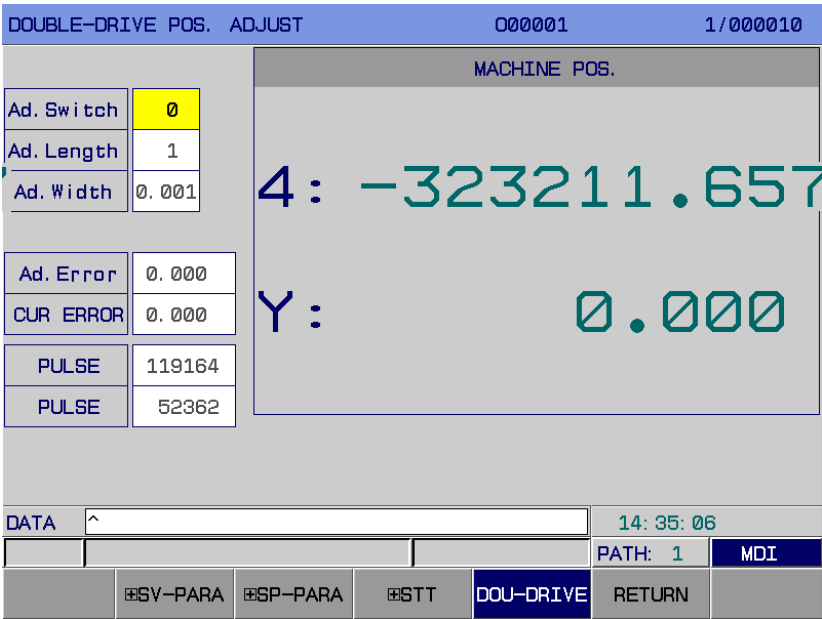 DOUBLE-DRIVE POS. ADJUST O00001 1/000010
MACHINE POS.
Ad.Switch 0
Ad.Length 1
Ad.Width 0.001
4: -323211.657
Ad.Error 0.000
CUR ERROR 0.000
Y: 0.000
PULSE 119164
PULSE 52362
DATA ^ 14:35:06
PATH: 1 MDI
⊞SV-PARA ⊞SP-PARA ⊞STT DOU-DRIVE RETURN